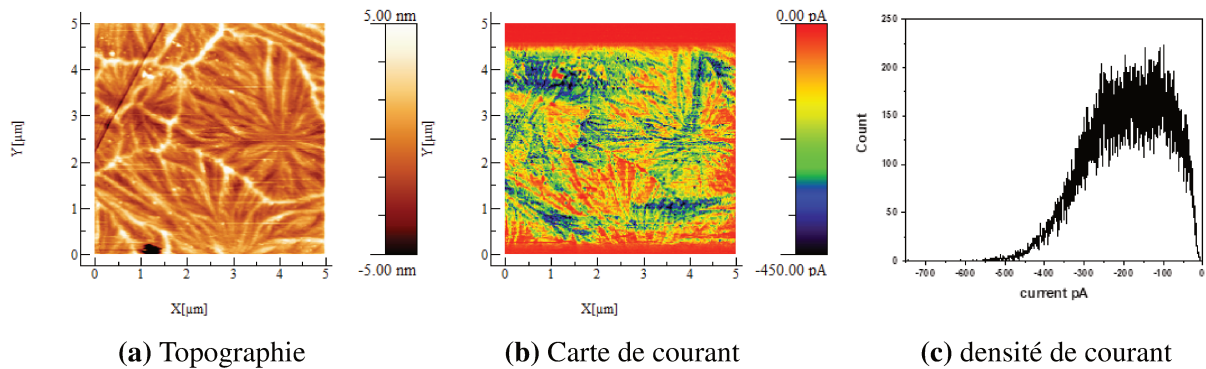 5.00 nm
5
4
3
2
1
0
Y[µm]
0 1 2 3 4 5
X[µm]
-5.00 nm
(a) Topographie
0.00 pA
5
4
3
2
1
0
Y[µm]
0 1 2 3 4 5
X[µm]
-450.00 pA
(b) Carte de courant
250
200
150
100
50
0
Count
-700 -600 -500 -400 -300 -200 -100 0
current pA
(c) densité de courant